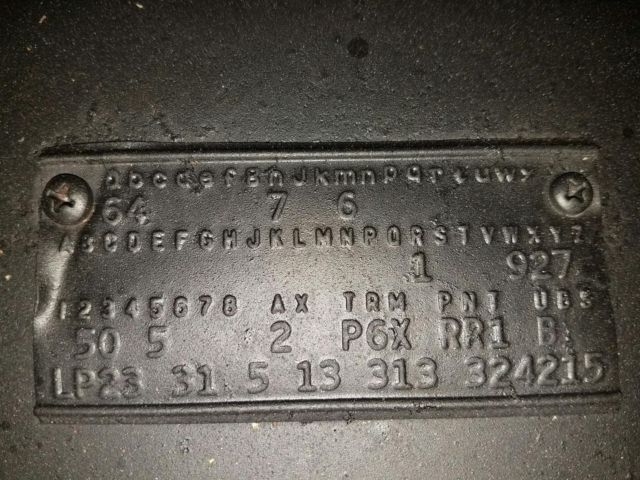 abcdefghjkmnpqrtuwy
64 7 6
ABCDEFGHJKLMNPQRSTVWXYZ
1 927
12345678 AX TRM PNT UBS
50 5 2 P6X RR1 B
LP23 31 5 13 313 324215